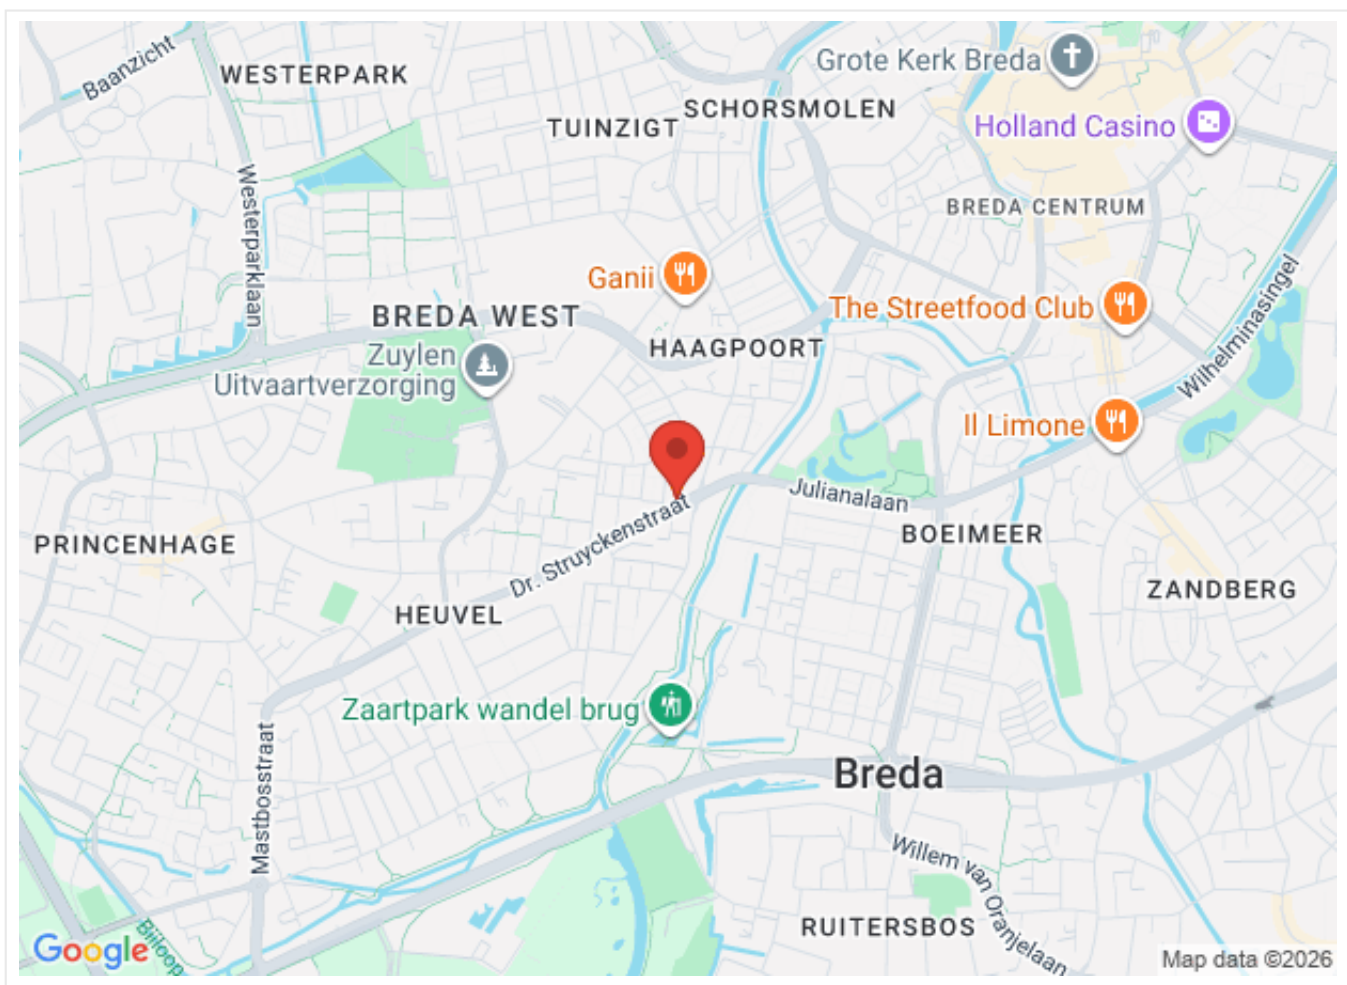 Baanzicht
WESTERPARK
Grote Kerk Breda
TUINZIGT
SCHORSMOLEN
Holland Casino
Westerparklaan
BREDA CENTRUM
Ganii
BREDA WEST
The Streetfood Club
Wilhelminasingel
HAAGPOORT
Zuylen
Uitvaartverzorging
Il Limone
Julianalaan
Dr. Struyckenstraat
PRINCENHAGE
BOEIMEER
ZANDBERG
HEUVEL
Zaartpark wandel brug
Mastbosstraat
Breda
Willem van Oranjelaan
RUITERSBOS
Bijloop
Google
Map data ©2026